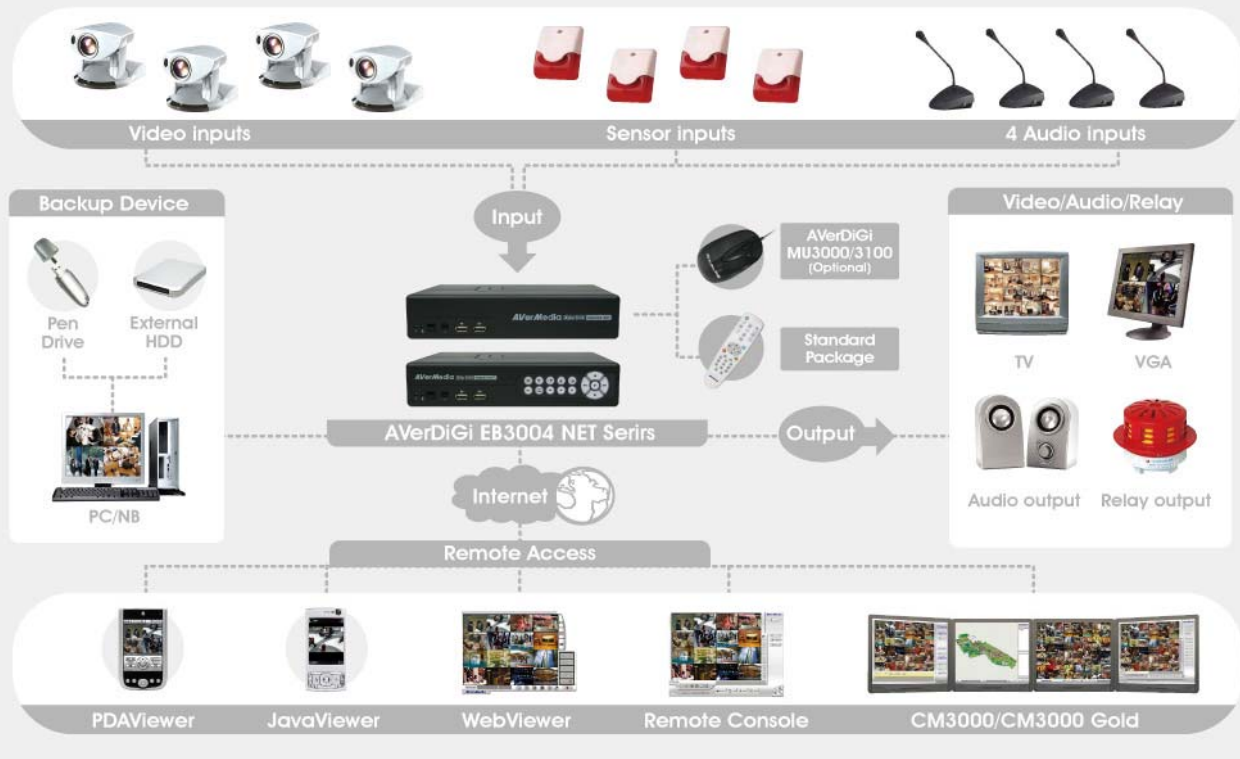 Video inputs
Sensor inputs
4 Audio inputs
Backup Device
Pen
Drive
External
HDD
PC/NB
Input
AVerMedia
AVerMedia
AVerDiGi
MU3000/3100
(Optional)
Standard
Package
AVerDiGi EB3004 NET Serirs
Output
Video/Audio/Relay
TV
VGA
Audio output
Relay output
Internet
Remote Access
PDAViewer
JavaViewer
WebViewer
Remote Console
CM3000/CM3000 Gold